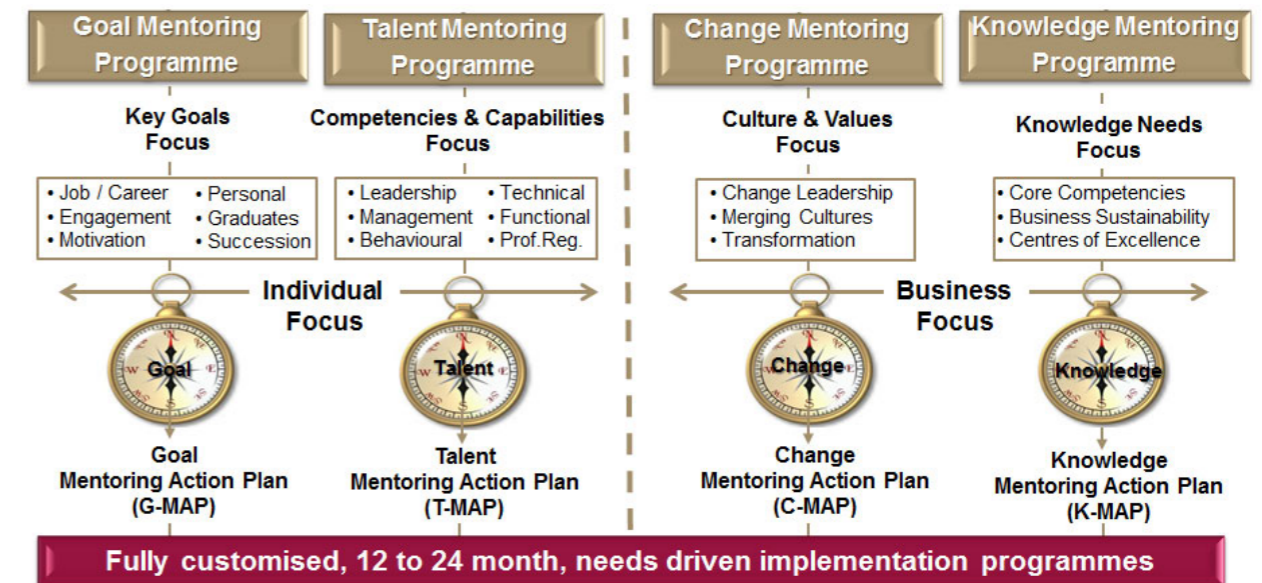 Goal Mentoring
Programme
Key Goals
Focus
• Job / Career
• Engagement
• Motivation
• Personal
• Graduates
• Succession
Talent Mentoring
Programme
Competencies & Capabilities
Focus
• Leadership
• Management
• Behavioural
• Technical
• Functional
• Prof.Reg.
Individual
Focus
N
W
E
S
Goal
N
W
E
S
Talent
Goal
Mentoring Action Plan
(G-MAP)
Talent
Mentoring Action Plan
(T-MAP)
Change Mentoring
Programme
Culture & Values
Focus
• Change Leadership
• Merging Cultures
• Transformation
Knowledge Mentoring
Programme
Knowledge Needs
Focus
• Core Competencies
• Business Sustainability
• Centres of Excellence
Business
Focus
N
W
E
S
Change
N
W
E
S
Knowledge
Change
Mentoring Action Plan
(C-MAP)
Knowledge
Mentoring Action Plan
(K-MAP)
Fully customised, 12 to 24 month, needs driven implementation programmes